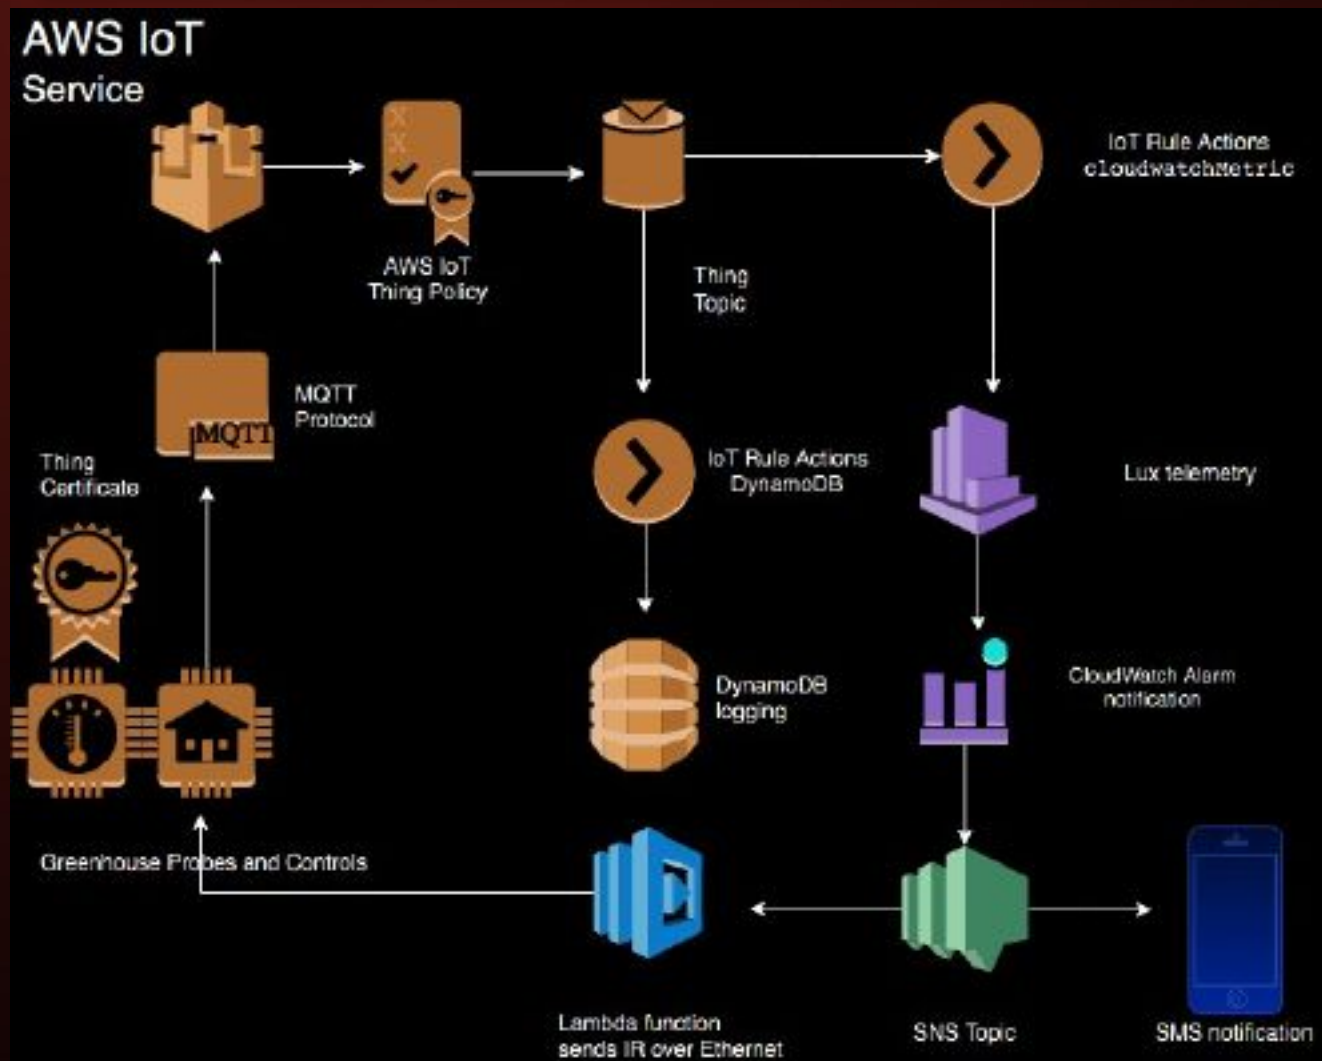 AWS IoT
Service
IoT Rule Actions
cloudwatchMetric
AWS IoT
Thing Policy
Thing
Topic
MQTT
Protocol
MQTT
Thing
Certificate
IoT Rule Actions
DynamoDB
Lux telemetry
DynamoDB
logging
CloudWatch Alarm
notification
Greenhouse Probes and Controls
Lambda function
sends IR over Ethernet
SNS Topic
SMS notification